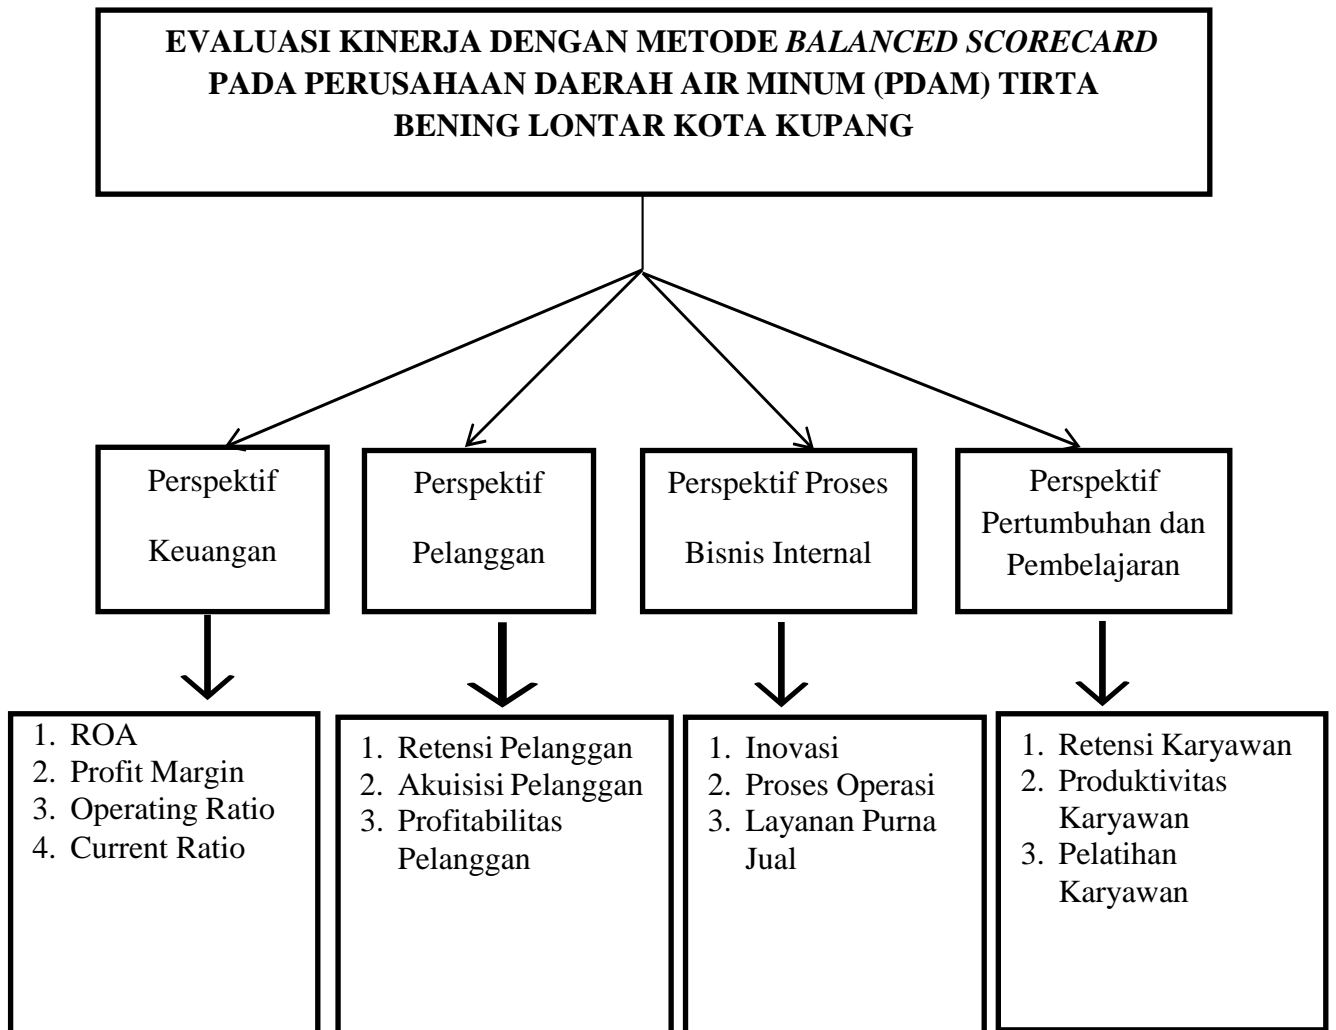 EVALUASI KINERJA DENGAN METODE BALANCED SCORECARD
PADA PERUSAHAAN DAERAH AIR MINUM (PDAM) TIRTA
BENING LONTAR KOTA KUPANG
Perspektif
Keuangan
Perspektif
Pelanggan
Perspektif Proses
Bisnis Internal
Perspektif
Pertumbuhan dan
Pembelajaran
1. ROA
2. Profit Margin
3. Operating Ratio
4. Current Ratio
1. Retensi Pelanggan
2. Akuisisi Pelanggan
3. Profitabilitas
Pelanggan
1. Inovasi
2. Proses Operasi
3. Layanan Purna
Jual
1. Retensi Karyawan
2. Produktivitas
Karyawan
3. Pelatihan
Karyawan